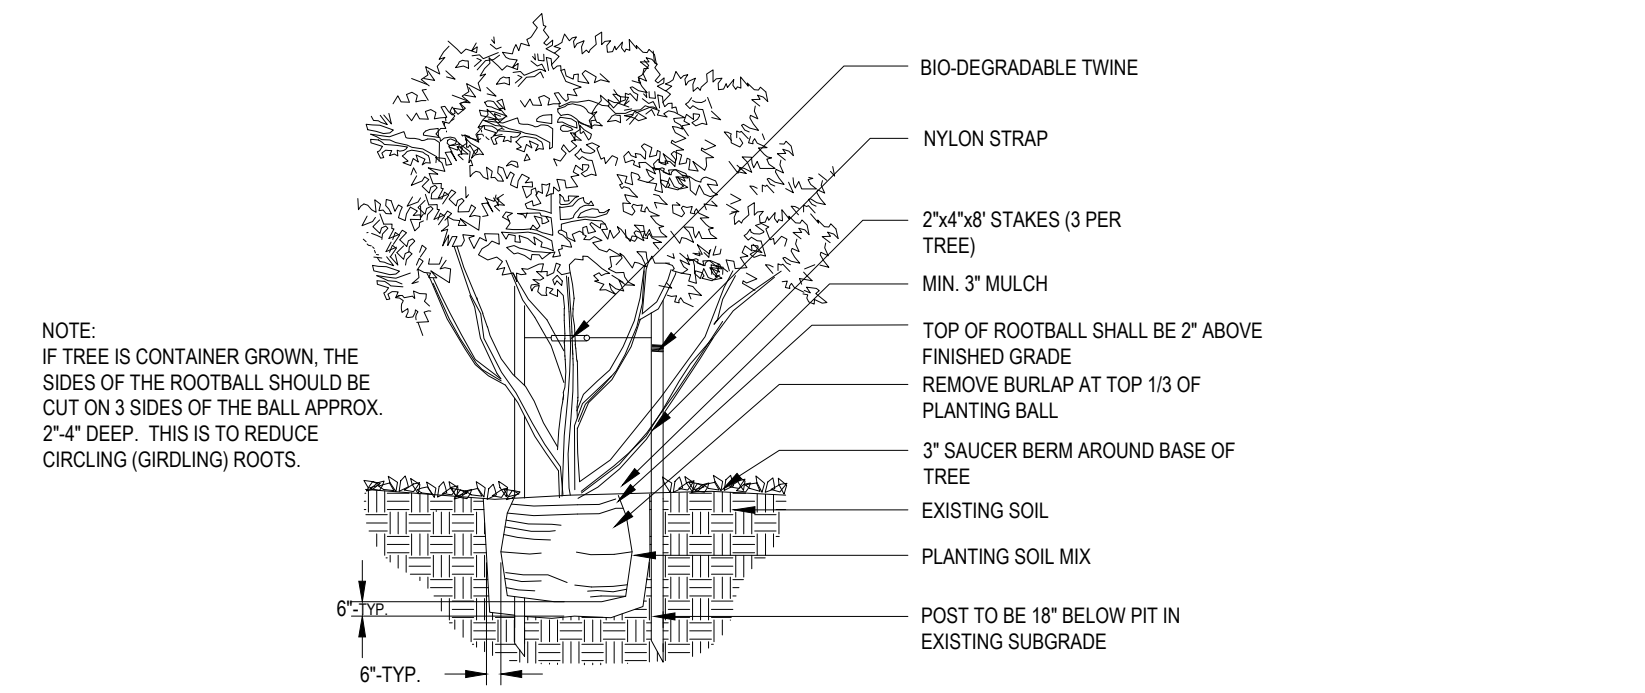 BIO-DEGRADABLE TWINE
NYLON STRAP
2"x4"x8' STAKES (3 PER
TREE)
MIN. 3" MULCH
TOP OF ROOTBALL SHALL BE 2" ABOVE
FINISHED GRADE
REMOVE BURLAP AT TOP 1/3 OF
PLANTING BALL
3" SAUCER BERM AROUND BASE OF
TREE
EXISTING SOIL
PLANTING SOIL MIX
POST TO BE 18" BELOW PIT IN
EXISTING SUBGRADE
NOTE:
IF TREE IS CONTAINER GROWN, THE
SIDES OF THE ROOTBALL SHOULD BE
CUT ON 3 SIDES OF THE BALL APPROX.
2"-4" DEEP. THIS IS TO REDUCE
CIRCLING (GIRDLING) ROOTS.
6"-TYP.
6"-TYP.